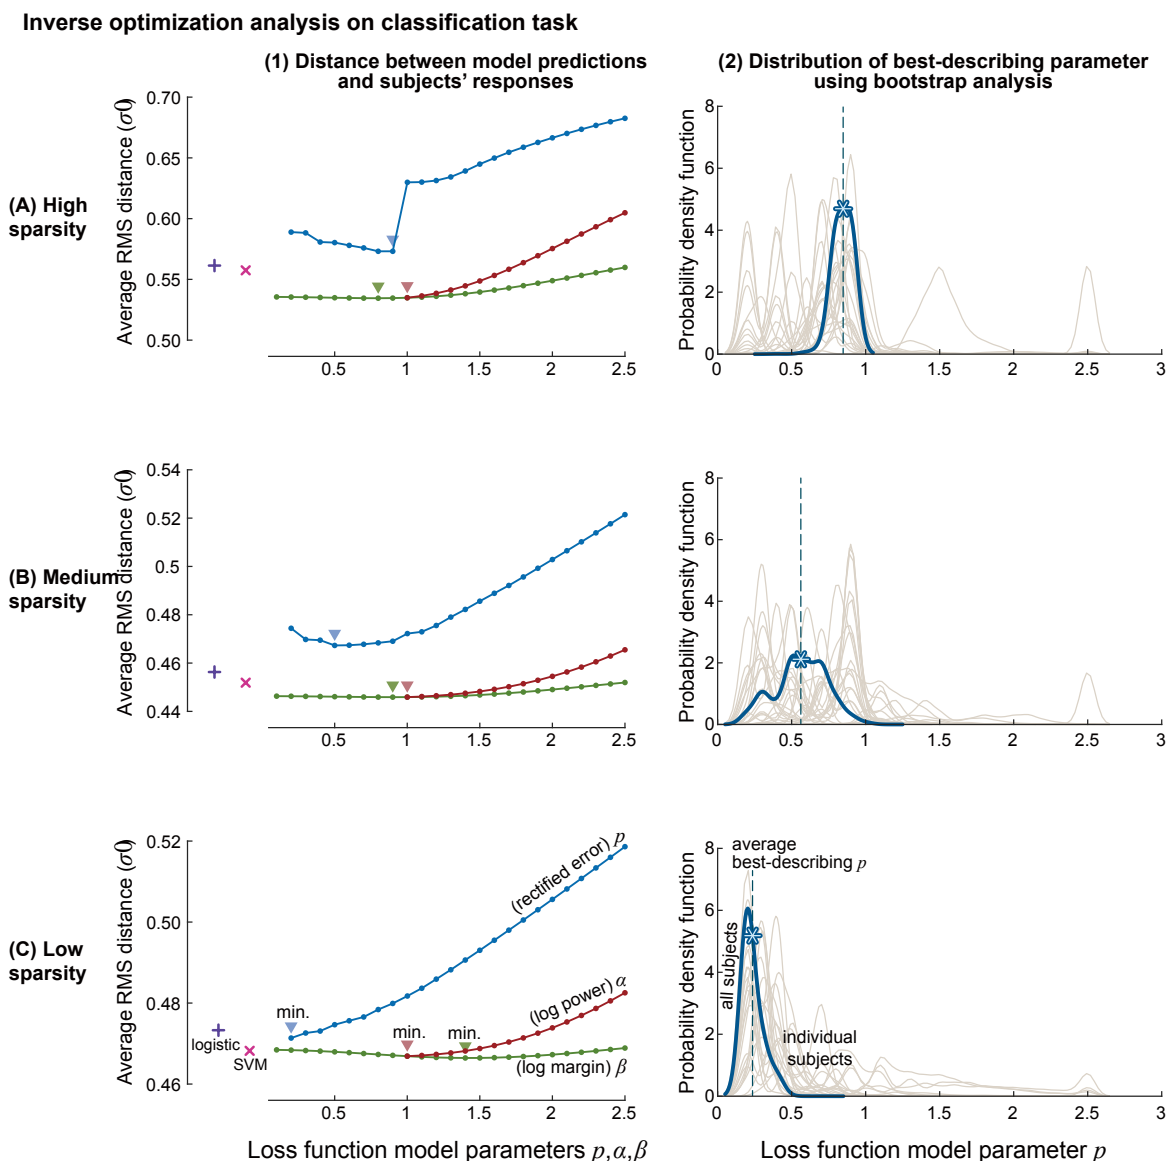 Inverse optimization analysis on classification task
(1) Distance between model predictions
and subjects' responses
(2) Distribution of best-describing parameter
using bootstrap analysis
(A) High
sparsity
Average RMS distance (σ0)
0.70
0.65
0.60
0.55
0.50
0.5
1
1.5
2
2.5
Probability density function
8
6
4
2
0
0
0.5
1
1.5
2
2.5
3
(B) Medium
sparsity
Average RMS distance (σ0)
0.54
0.52
0.5
0.48
0.46
0.44
0.5
1
1.5
2
2.5
Probability density function
8
6
4
2
0
0
0.5
1
1.5
2
2.5
3
(C) Low
sparsity
Average RMS distance (σ0)
0.52
0.50
0.48
0.46
logistic
SVM
min.
min.
min.
(rectified error) p
(log power) α
(log margin) β
0.5
1
1.5
2
2.5
Loss function model parameters p,α,β
Probability density function
8
6
4
2
0
average
best-describing p
all subjects
individual
subjects
0
0.5
1
1.5
2
2.5
3
Loss function model parameter p